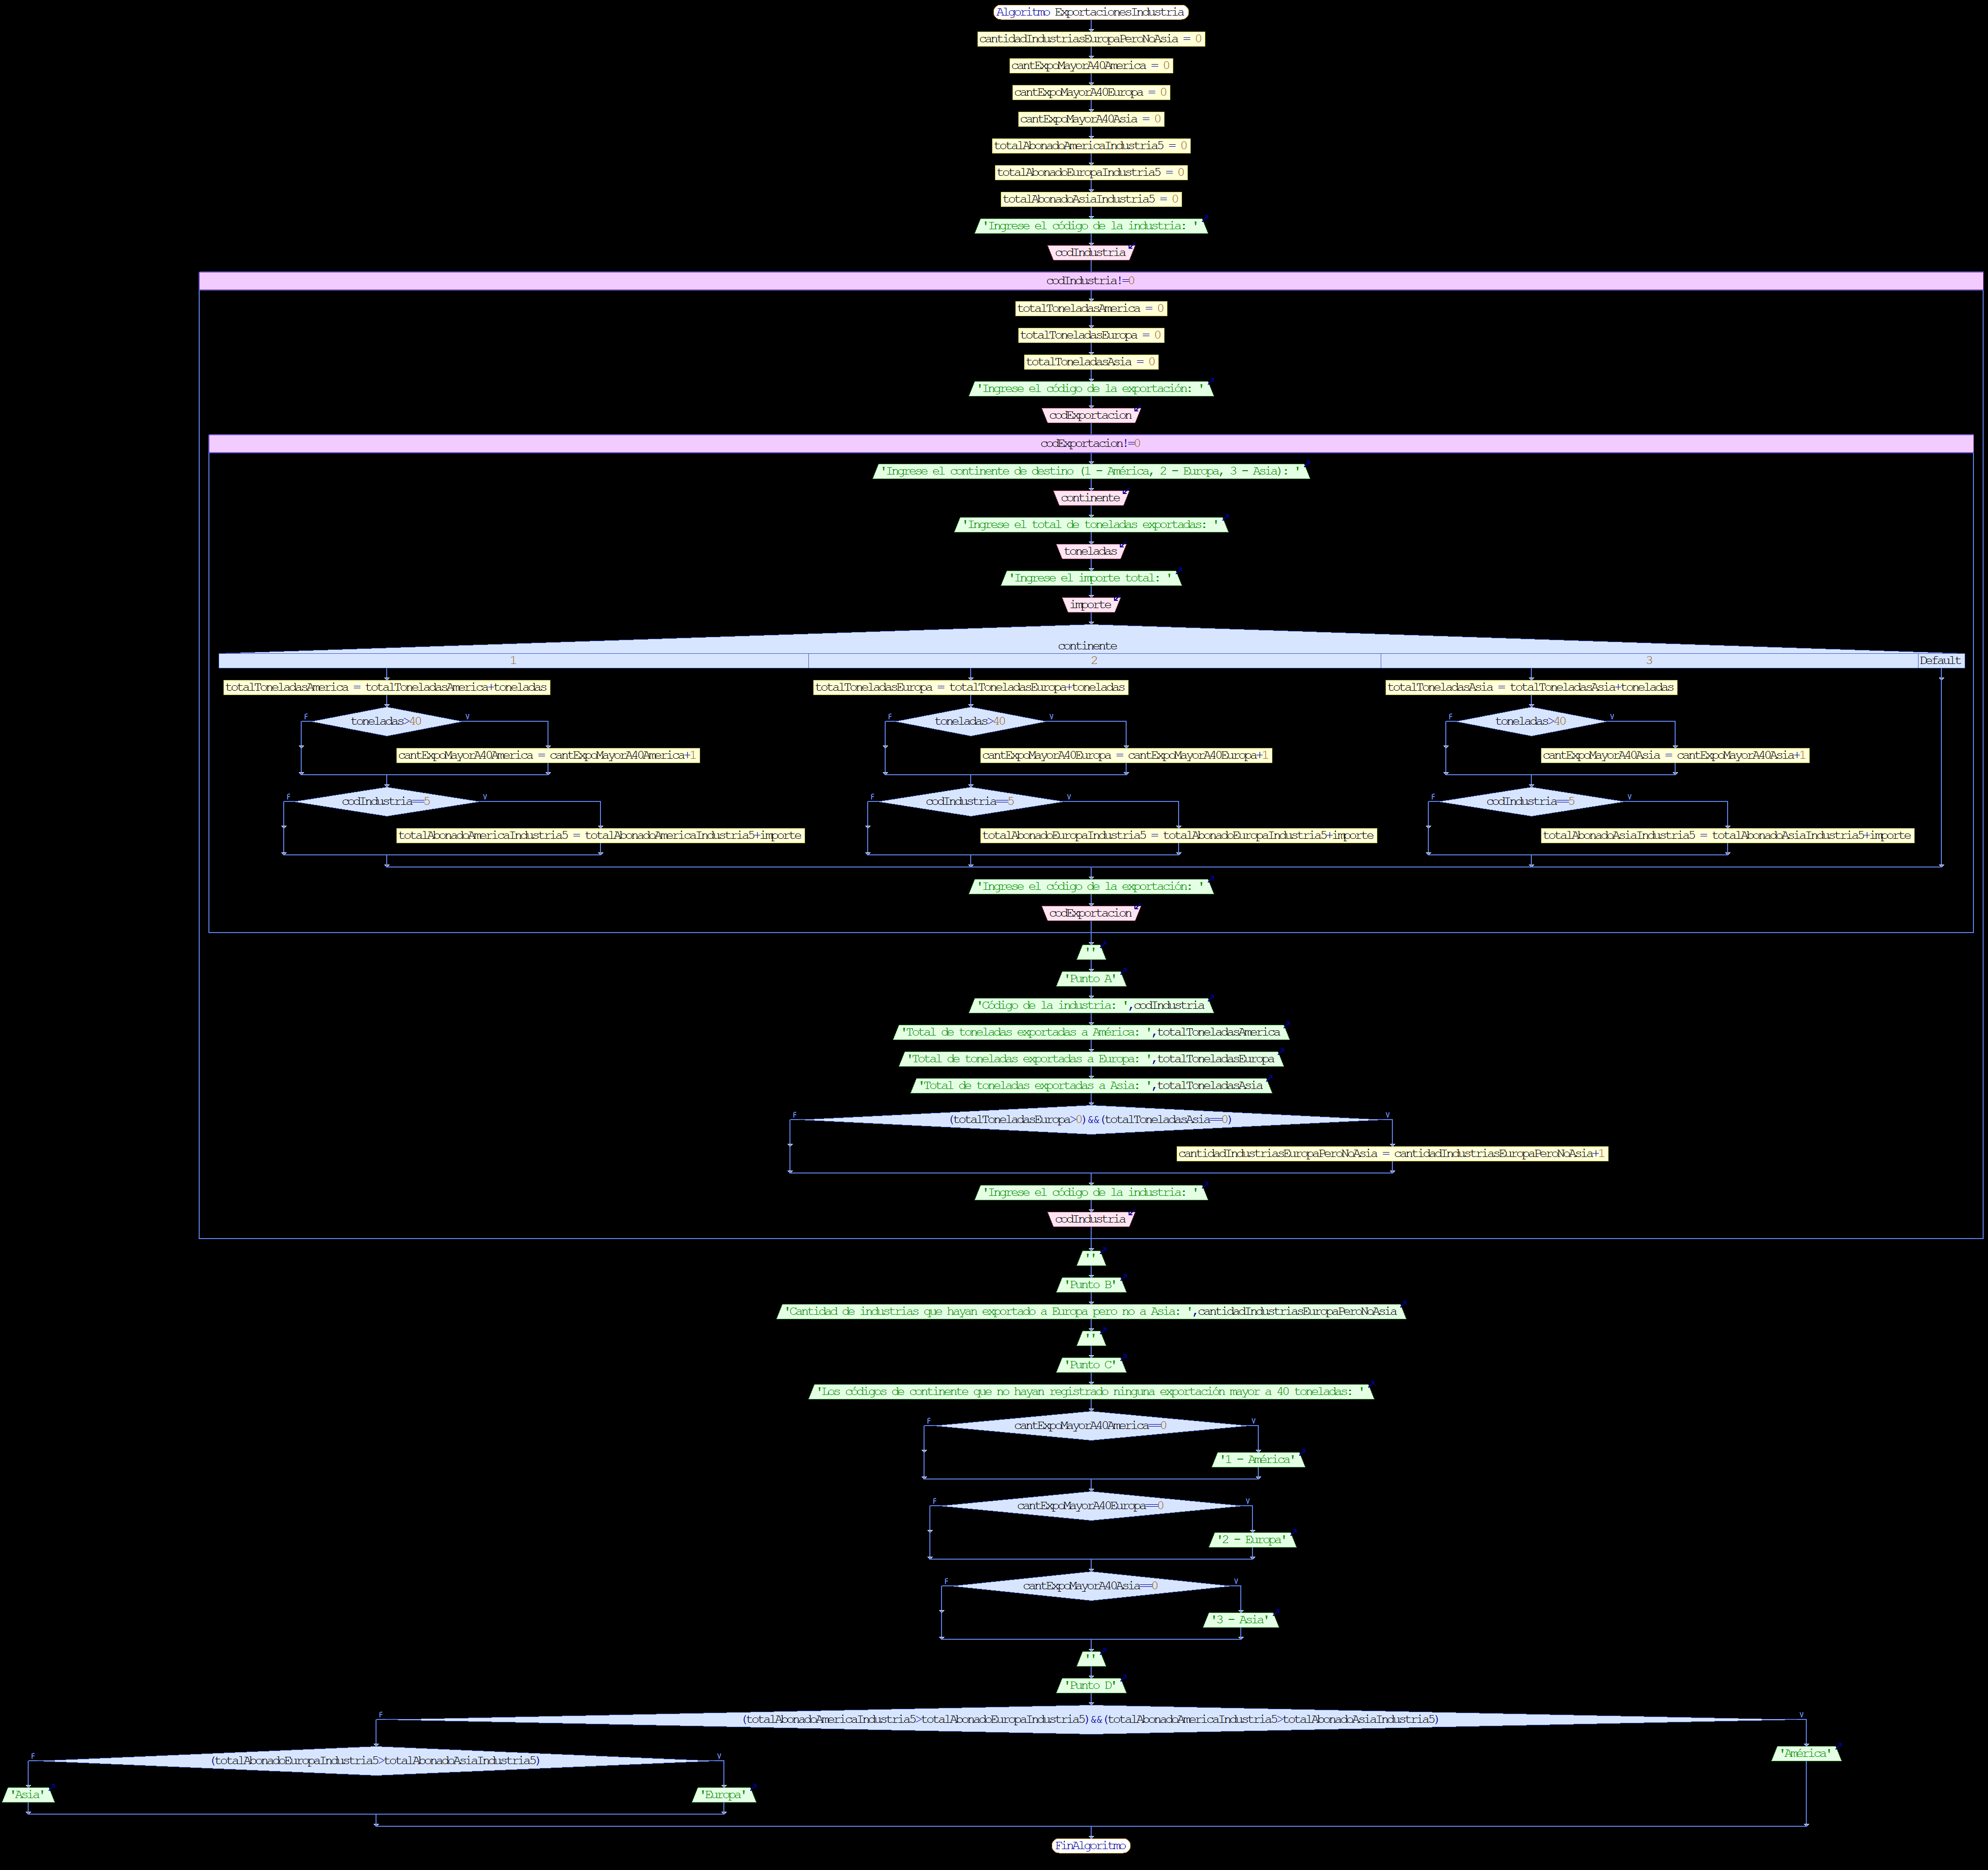 Algoritmo ExportacionesIndustria
cantidadIndustriasEuropaPeroNoAsia = 0
cantExpoMayorA40America = 0
cantExpoMayorA40Europa = 0
cantExpoMayorA40Asia = 0
totalAbonadoAmericaIndustria5 = 0
totalAbonadoEuropaIndustria5 = 0
totalAbonadoAsiaIndustria5 = 0
'Ingrese el código de la industria: '
codIndustria
codIndustria!=0
totalToneladasAmerica = 0
totalToneladasEuropa = 0
totalToneladasAsia = 0
'Ingrese el código de la exportación: '
codExportacion
codExportacion!=0
'Ingrese el continente de destino (1 - América, 2 - Europa, 3 - Asia): '
continente
'Ingrese el total de toneladas exportadas: '
toneladas
'Ingrese el importe total: '
importe
continente
1 2 3 Default
totalToneladasAmerica = totalToneladasAmerica+toneladas totalToneladasEuropa = totalToneladasEuropa+toneladas totalToneladasAsia = totalToneladasAsia+toneladas
F toneladas>40 V F toneladas>40 V F toneladas>40 V
cantExpoMayorA40America = cantExpoMayorA40America+1 cantExpoMayorA40Europa = cantExpoMayorA40Europa+1 cantExpoMayorA40Asia = cantExpoMayorA40Asia+1
F codIndustria==5 V F codIndustria==5 V F codIndustria==5 V
totalAbonadoAmericaIndustria5 = totalAbonadoAmericaIndustria5+importe totalAbonadoEuropaIndustria5 = totalAbonadoEuropaIndustria5+importe totalAbonadoAsiaIndustria5 = totalAbonadoAsiaIndustria5+importe
'Ingrese el código de la exportación: '
codExportacion
''
'Punto A'
'Código de la industria: ',codIndustria
'Total de toneladas exportadas a América: ',totalToneladasAmerica
'Total de toneladas exportadas a Europa: ',totalToneladasEuropa
'Total de toneladas exportadas a Asia: ',totalToneladasAsia
F (totalToneladasEuropa>0)&&(totalToneladasAsia==0) V
cantidadIndustriasEuropaPeroNoAsia = cantidadIndustriasEuropaPeroNoAsia+1
'Ingrese el código de la industria: '
codIndustria
''
'Punto B'
'Cantidad de industrias que hayan exportado a Europa pero no a Asia: ',cantidadIndustriasEuropaPeroNoAsia
''
'Punto C'
'Los códigos de continente que no hayan registrado ninguna exportación mayor a 40 toneladas: '
F cantExpoMayorA40America==0 V
'1 - América'
F cantExpoMayorA40Europa==0 V
'2 - Europa'
F cantExpoMayorA40Asia==0 V
'3 - Asia'
''
'Punto D'
F (totalAbonadoAmericaIndustria5>totalAbonadoEuropaIndustria5)&&(totalAbonadoAmericaIndustria5>totalAbonadoAsiaIndustria5) V
'América'
F (totalAbonadoEuropaIndustria5>totalAbonadoAsiaIndustria5) V
'Asia' 'Europa'
FinAlgoritmo